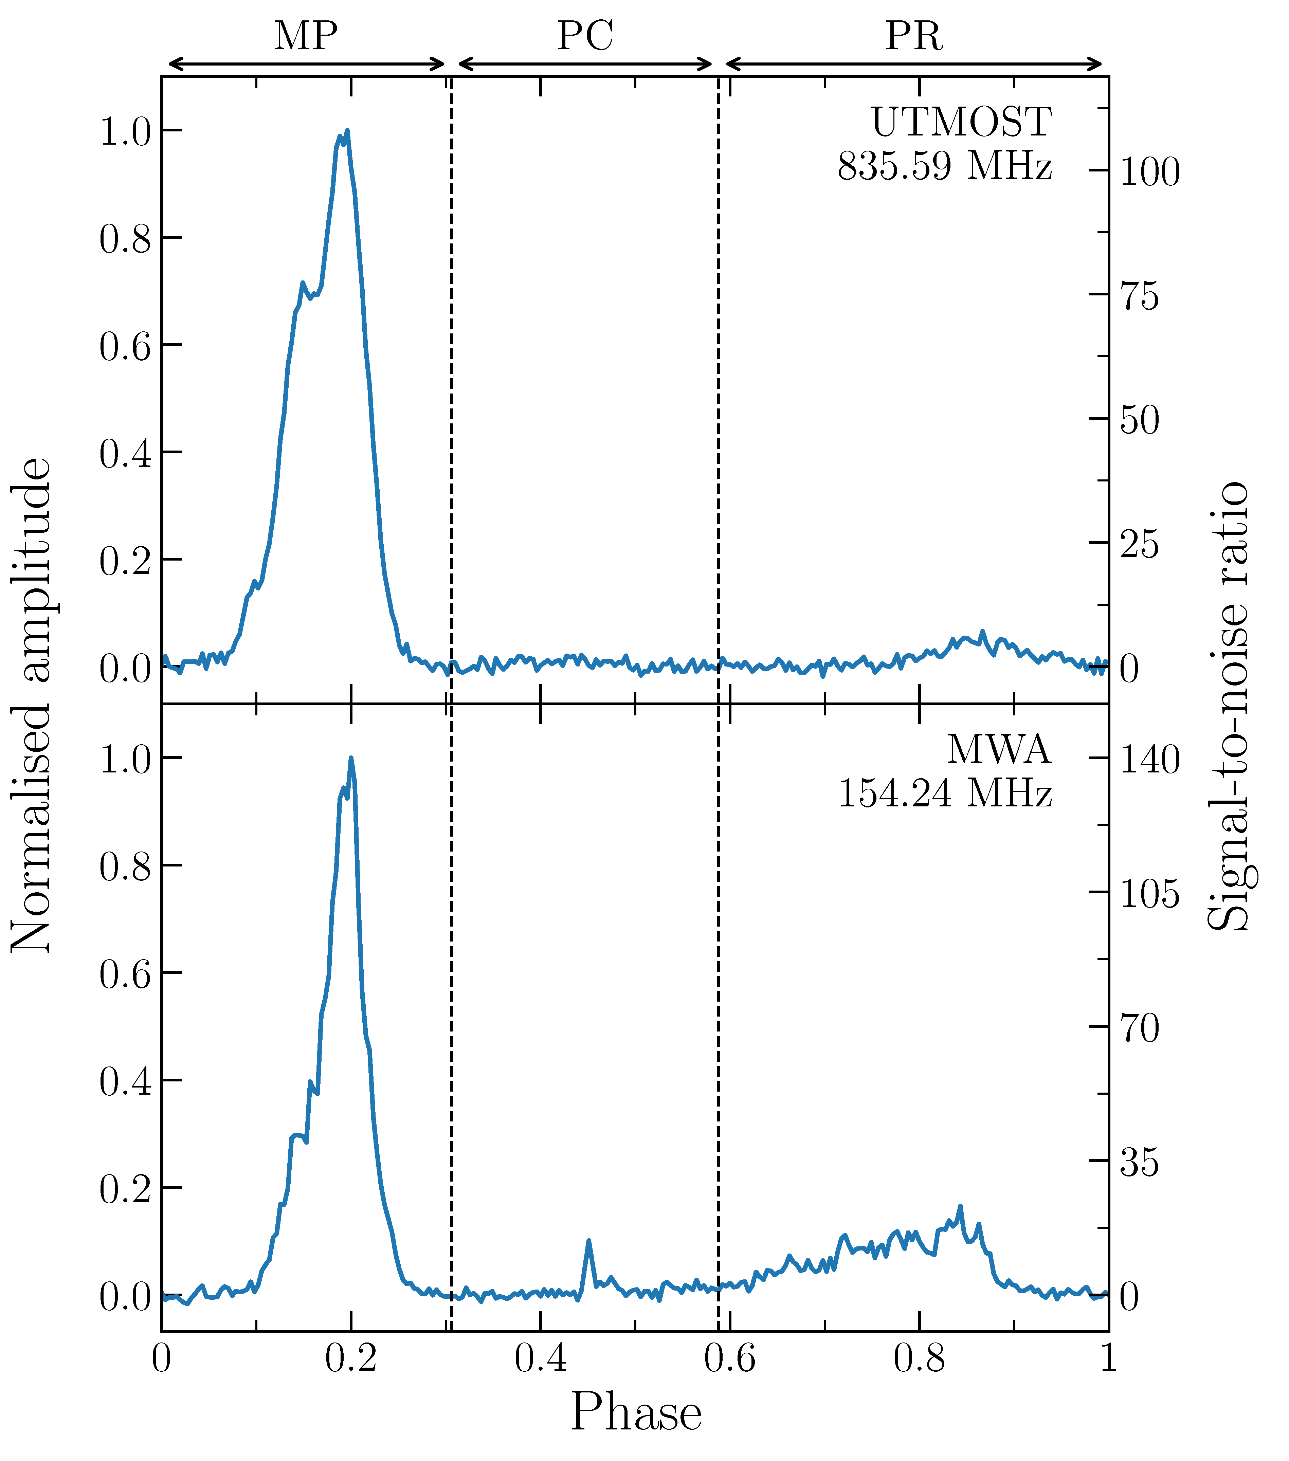 MP PC PR
UTMOST
835.59 MHz
1.0
0.8
0.6
0.4
0.2
0.0
100
75
50
25
0
MWA
154.24 MHz
1.0
0.8
0.6
0.4
0.2
0.0
140
105
70
35
0
Normalised amplitude
Signal-to-noise ratio
0 0.2 0.4 0.6 0.8 1
Phase